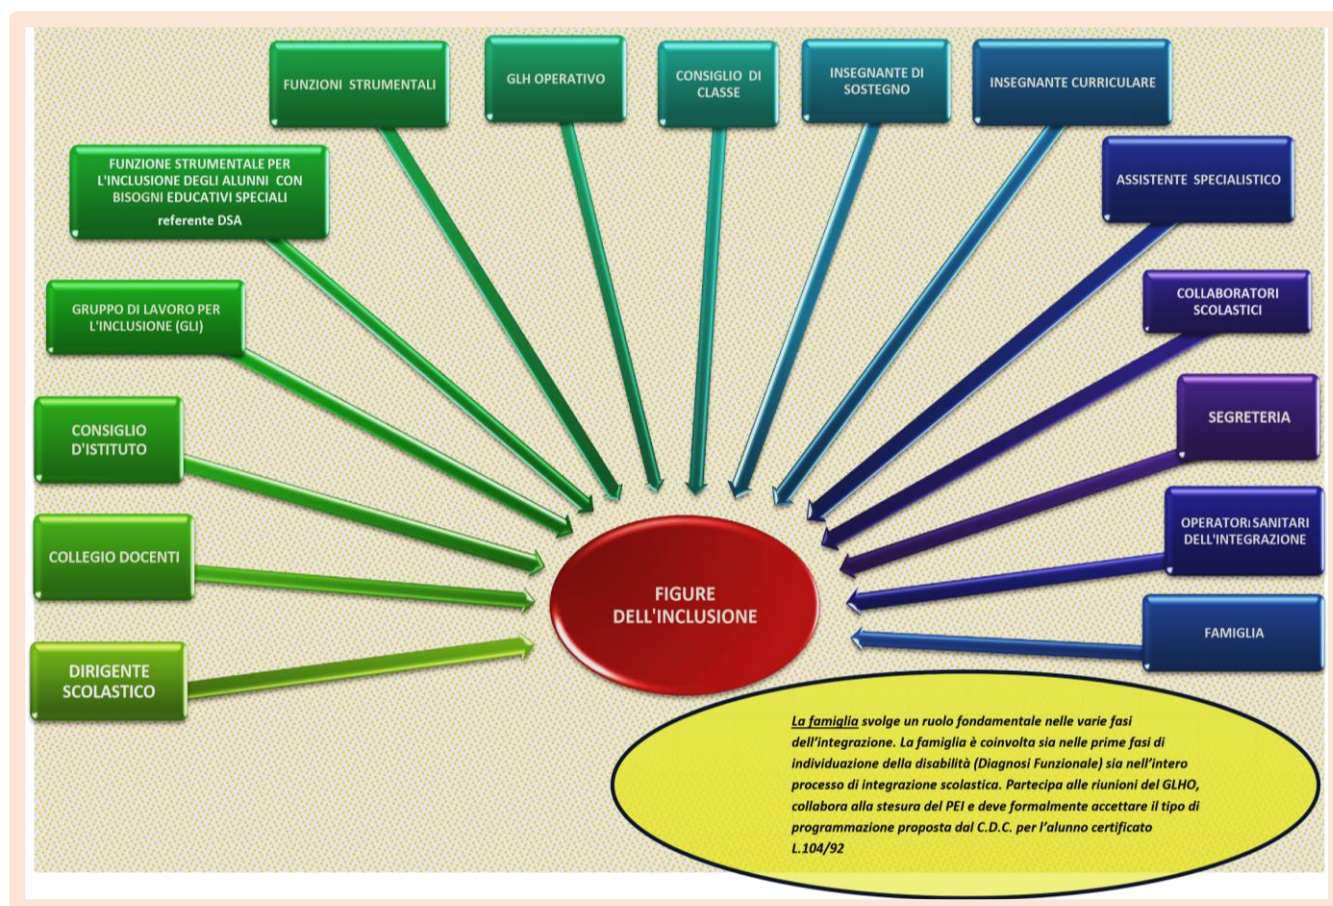 FUNZIONI STRUMENTALI
GLH OPERATIVO
CONSIGLIO DI
CLASSE
INSEGNANTE DI
SOSTEGNO
INSEGNANTE CURRICULARE
FUNZIONE STRUMENTALE PER
L'INCLUSIONE DEGLI ALUNNI CON
BISOGNI EDUCATIVI SPECIALI
referente DSA
ASSISTENTE SPECIALISTICO
GRUPPO DI LAVORO PER
L'INCLUSIONE (GLI)
COLLABORATORI
SCOLASTICI
CONSIGLIO
D'ISTITUTO
SEGRETERIA
COLLEGIO DOCENTI
OPERATORi SANITARI
DELL'INTEGRAZIONE
DIRIGENTE
SCOLASTICO
FAMIGLIA
FIGURE
DELL'INCLUSIONE
La famiglia svolge un ruolo fondamentale nelle varie fasi
dell'integrazione. La famiglia è coinvolta sia nelle prime fasi di
individuazione della disabilità (Diagnosi Funzionale) sia nell'intero
processo di integrazione scolastica. Partecipa alle riunioni del GLHO,
collabora alla stesura del PEI e deve formalmente accettare il tipo di
programmazione proposta dal C.D.C. per l'alunno certificato
L.104/92